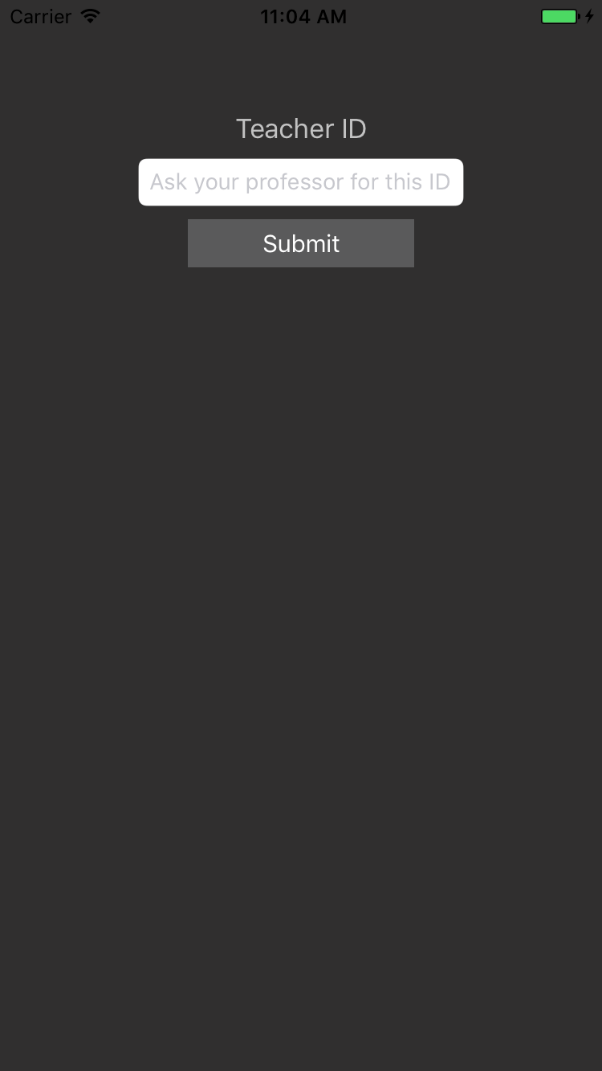 Carrier 11:04 AM
Teacher ID
Ask your professor for this ID
Submit